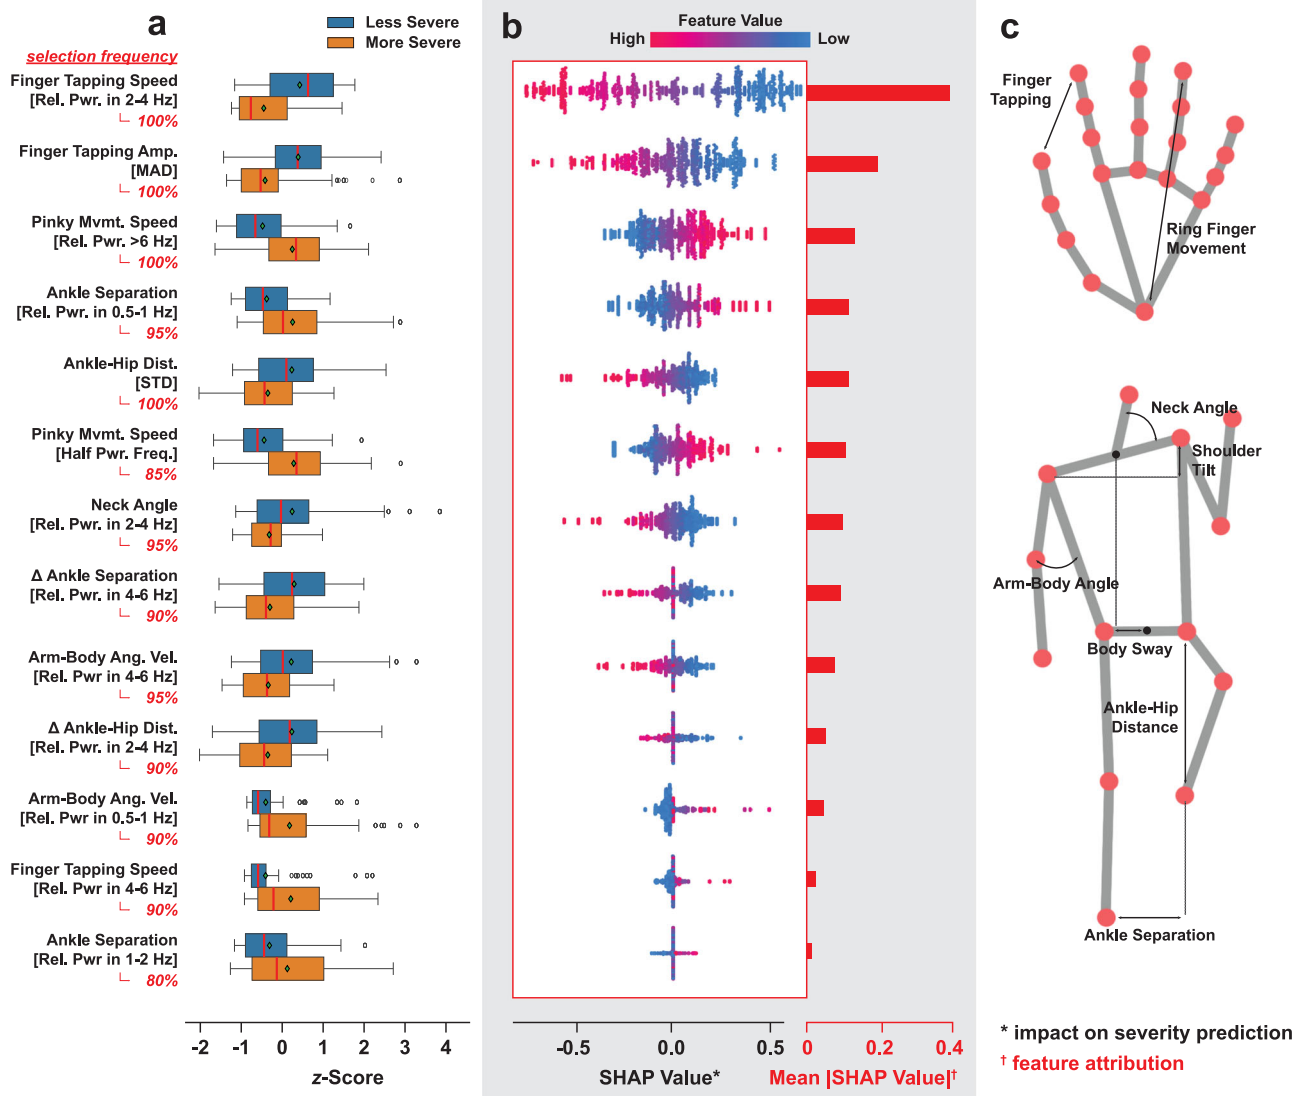 a
Less Severe
More Severe
selection frequency
Finger Tapping Speed
[Rel. Pwr. in 2-4 Hz]
100%
Finger Tapping Amp.
[MAD]
100%
Pinky Mvmt. Speed
[Rel. Pwr. >6 Hz]
100%
Ankle Separation
[Rel. Pwr. in 0.5-1 Hz]
95%
Ankle-Hip Dist.
[STD]
100%
Pinky Mvmt. Speed
[Half Pwr. Freq.]
85%
Neck Angle
[Rel. Pwr. in 2-4 Hz]
95%
Δ Ankle Separation
[Rel. Pwr. in 4-6 Hz]
90%
Arm-Body Ang. Vel.
[Rel. Pwr in 4-6 Hz]
95%
Δ Ankle-Hip Dist.
[Rel. Pwr. in 2-4 Hz]
90%
Arm-Body Ang. Vel.
[Rel. Pwr in 0.5-1 Hz]
90%
Finger Tapping Speed
[Rel. Pwr in 4-6 Hz]
90%
Ankle Separation
[Rel. Pwr in 1-2 Hz]
80%
-2 -1 0 1 2 3 4
z-Score
b
Feature Value
High Low
-0.5 0.0 0.5
SHAP Value*
0 0.2 0.4
Mean |SHAP Value|†
c
Finger
Tapping
Ring Finger
Movement
Neck Angle
Shoulder
Tilt
Arm-Body Angle
Body Sway
Ankle-Hip
Distance
Ankle Separation
* impact on severity prediction
† feature attribution